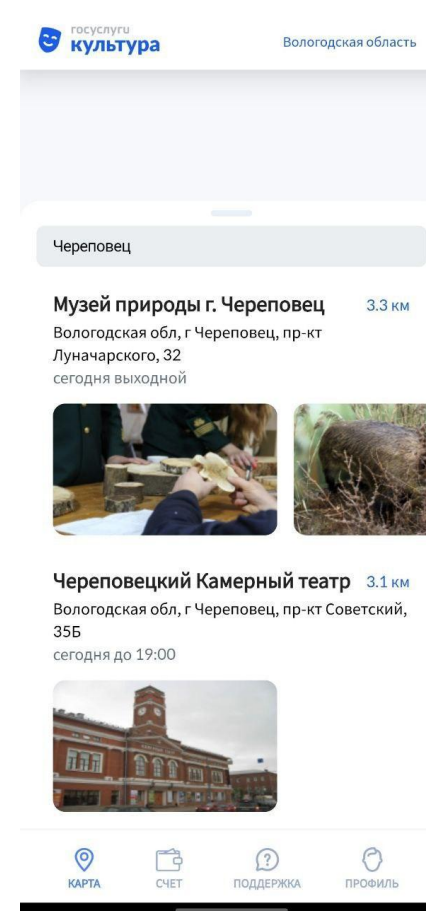 госуслуги
культура
Вологодская область
Череповец
Музей природы г. Череповец 3.3 км
Вологодская обл, г Череповец, пр-кт
Луначарского, 32
сегодня выходной
Череповецкий Камерный театр 3.1 км
Вологодская обл, г Череповец, пр-кт Советский,
35Б
сегодня до 19:00
КАРТА СЧЕТ ПОДДЕРЖКА ПРОФИЛЬ